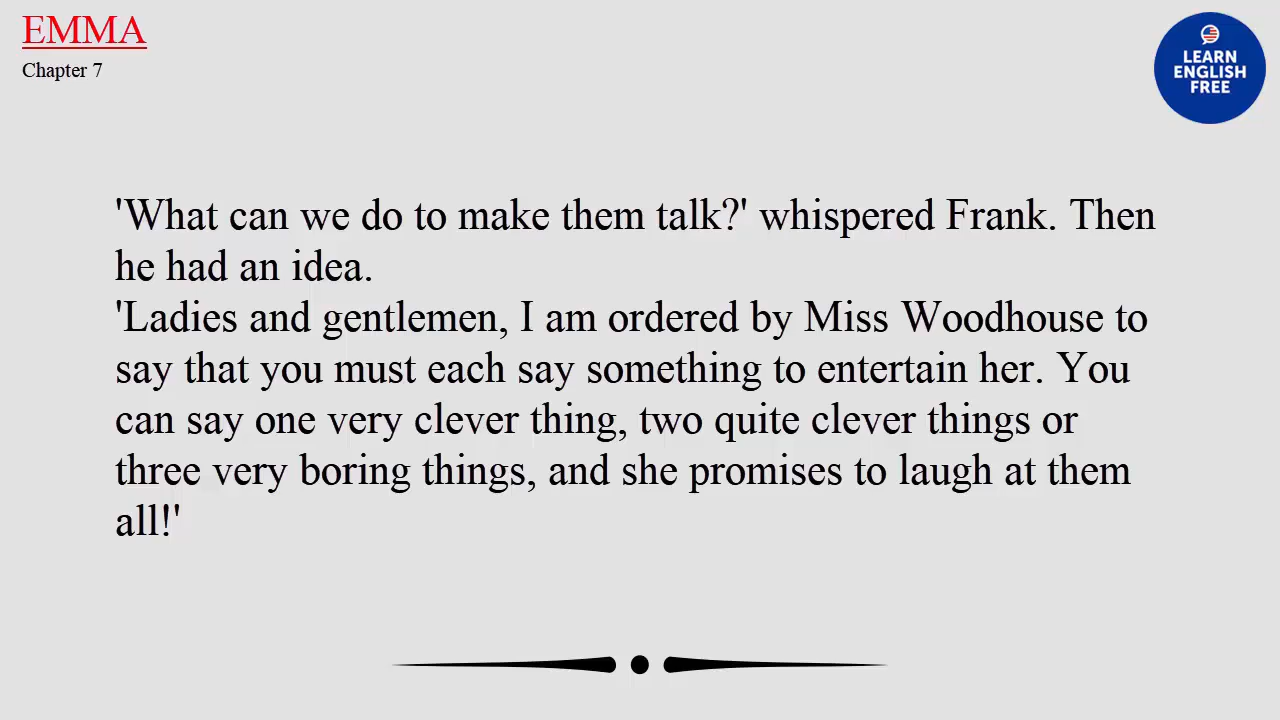 EMMA
Chapter 7
LEARN
ENGLISH
FREE
'What can we do to make them talk?' whispered Frank. Then
he had an idea.
'Ladies and gentlemen, I am ordered by Miss Woodhouse to
say that you must each say something to entertain her. You
can say one very clever thing, two quite clever things or
three very boring things, and she promises to laugh at them
all!'